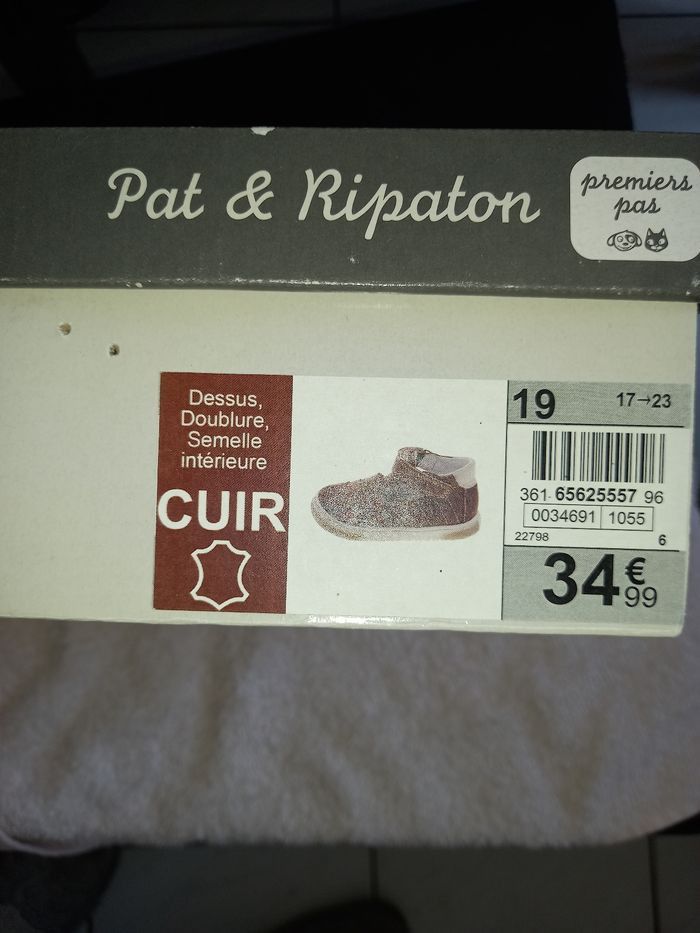 Pat & Ripaton
premiers
pas
Dessus,
Doublure,
Semelle
intérieure
CUIR
19 17→23
361 65625557 96
0034691 1055
22798 6
34€99